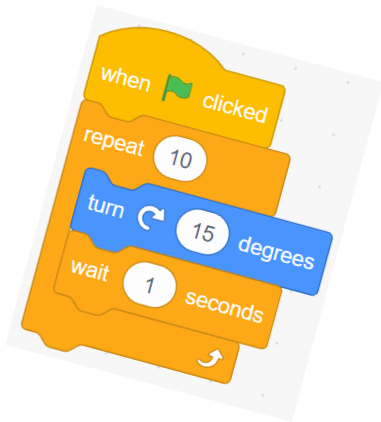 when clicked
repeat 10
turn 15 degrees
wait 1 seconds